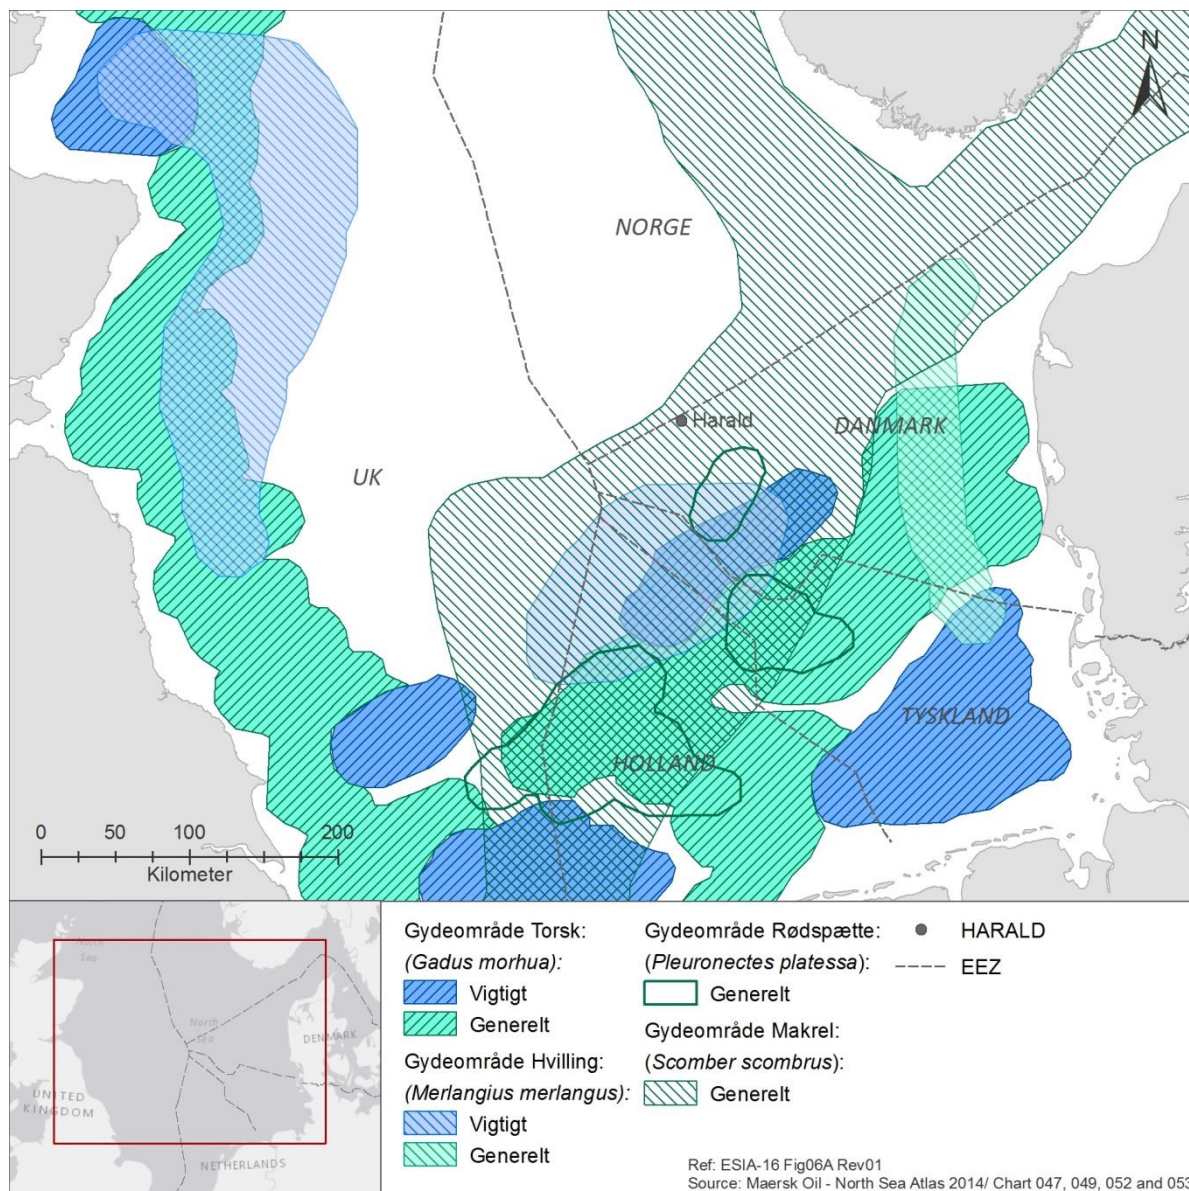 N
NORGE
Harald
DANMARK
UK
TYSKLAND
HOLLAND
0 50 100 200
Kilometer
North
Sea
North
Sea
DENMARK
UNITED
KINGDOM
NETHERLANDS
Gydeområde Torsk:
(Gadus morhua):
Vigtigt
Generelt
Gydeområde Hvilling:
(Merlangius merlangus):
Vigtigt
Generelt
Gydeområde Rødspætte:
(Pleuronectes platessa):
Generelt
Gydeområde Makrel:
(Scomber scombrus):
Generelt
HARALD
EEZ
Ref: ESIA-16 Fig06A Rev01
Source: Maersk Oil - North Sea Atlas 2014/ Chart 047, 049, 052 and 053